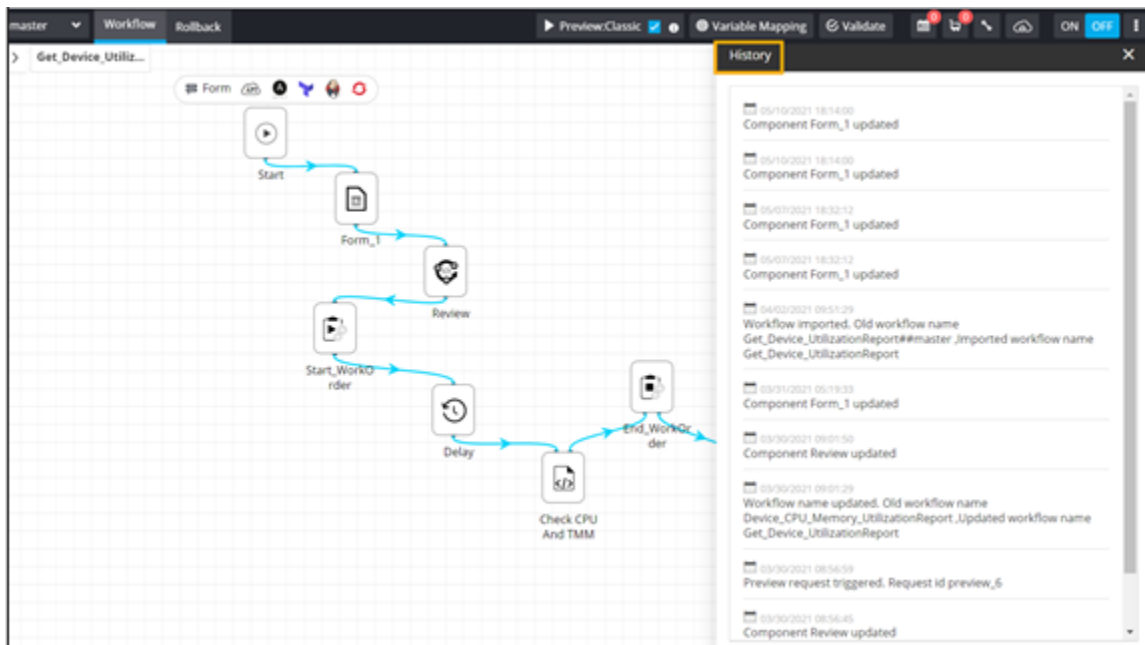 master
Workflow
Rollback
Preview:Classic
Variable Mapping
Validate
0
0
ON
OFF
Get_Device_Utiliz...
History
Form
API
Start
Form_1
Review
Start_WorkO
rder
Delay
Check CPU
And TMM
End_WorkOr
der
05/10/2021 18:14:00
Component Form_1 updated
05/10/2021 18:14:00
Component Form_1 updated
05/07/2021 18:32:12
Component Form_1 updated
05/07/2021 18:32:12
Component Form_1 updated
04/02/2021 09:51:29
Workflow imported. Old workflow name
Get_Device_UtilizationReport##master ,Imported workflow name
Get_Device_UtilizationReport
03/31/2021 05:19:33
Component Form_1 updated
03/30/2021 09:01:50
Component Review updated
03/30/2021 09:01:29
Workflow name updated. Old workflow name
Device_CPU_Memory_UtilizationReport ,Updated workflow name
Get_Device_UtilizationReport
03/30/2021 08:56:59
Preview request triggered. Request id preview_6
03/30/2021 08:56:45
Component Review updated